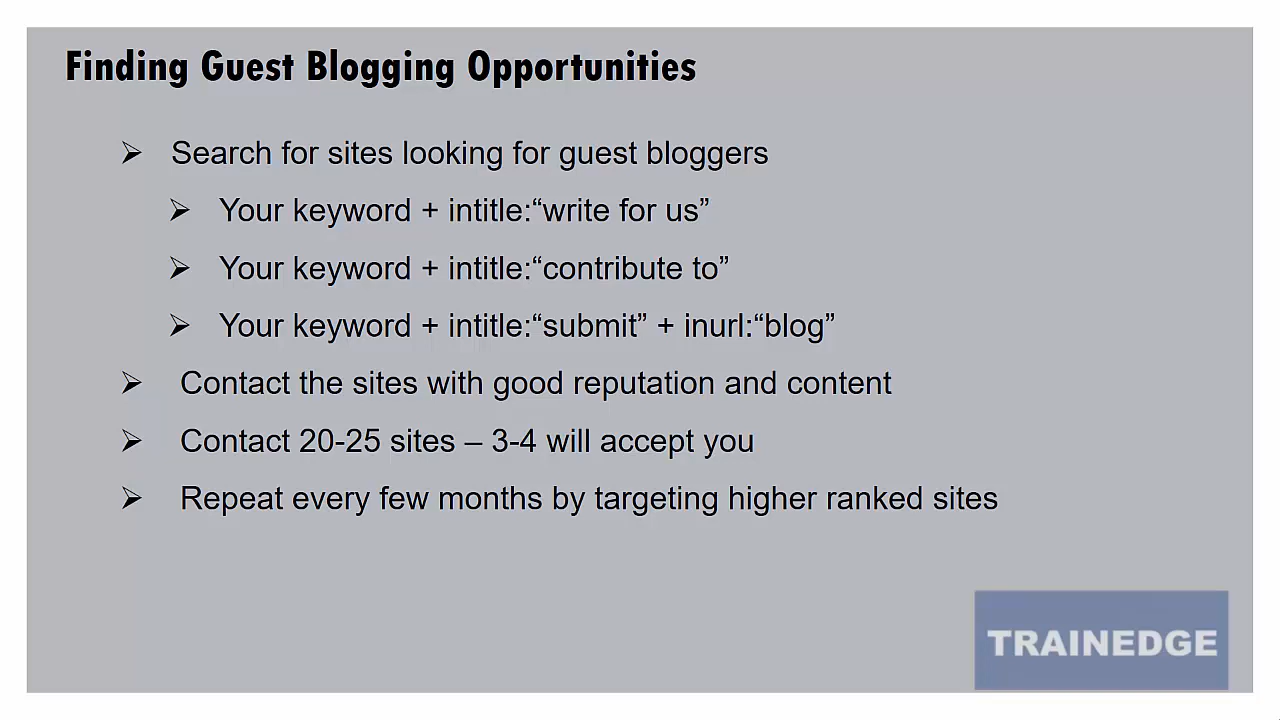 Finding Guest Blogging Opportunities
Search for sites looking for guest bloggers
Your keyword + intitle:“write for us”
Your keyword + intitle:“contribute to”
Your keyword + intitle:“submit” + inurl:“blog”
Contact the sites with good reputation and content
Contact 20-25 sites – 3-4 will accept you
Repeat every few months by targeting higher ranked sites
TRAINEDGE